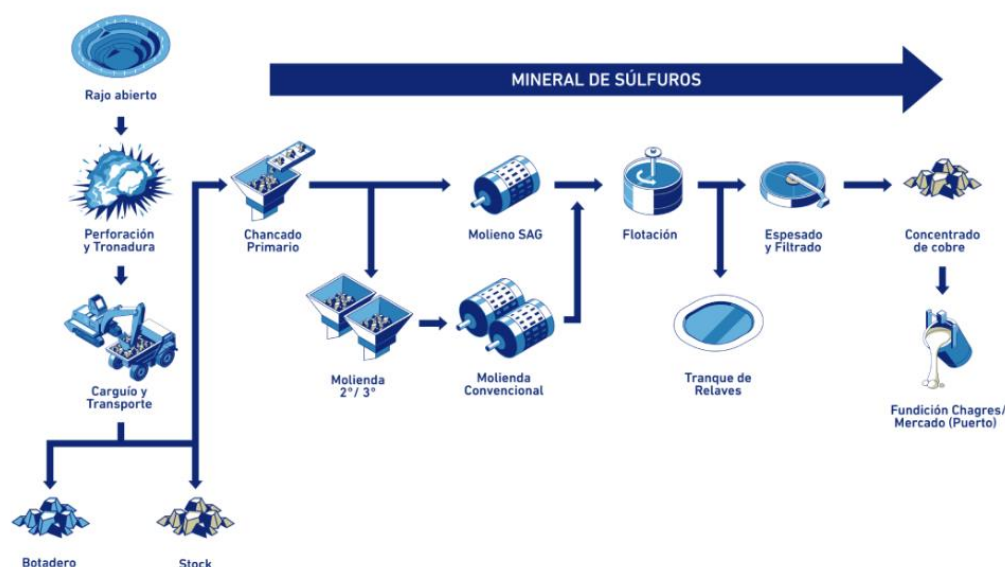 Rajo abierto
MINERAL DE SÚLFUROS
Perforación
y Tronadura
Carguío y
Transporte
Botadero
Stock
Chancado
Primario
Molieno SAG
Molienda
2°/ 3°
Molienda
Convencional
Flotación
Tranque de
Relaves
Espesado
y Filtrado
Concentrado
de cobre
Fundición Chagres/
Mercado (Puerto)